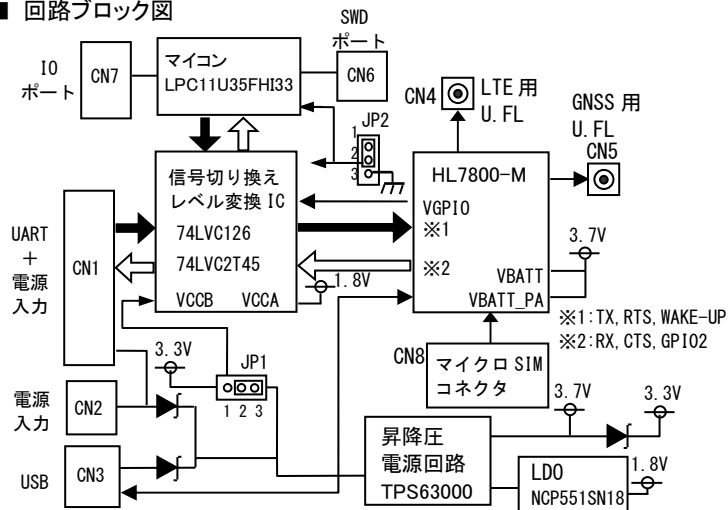 ■ 回路ブロック図
SWD
ポート
IO
ポート
CN7
マイコン
LPC11U35FHI33
CN6
CN4
LTE 用
U.FL
GNSS 用
U.FL
CN5
JP2
1
2
3
信号切り換え
レベル変換 IC
74LVC126
74LVC2T45
VCCB VCCA
HL7800-M
VGPIO
※1
※2
VBATT
VBATT_PA
3.7V
1.8V
UART
+
電源
入力
CN1
※1:TX, RTS, WAKE-UP
※2:RX, CTS, GPIO2
3.3V
JP1
1 2 3
CN8
マイクロ SIM
コネクタ
電源
入力
CN2
USB
CN3
昇降圧
電源回路
TPS63000
3.7V
3.3V
LDO
NCP551SN18
1.8V